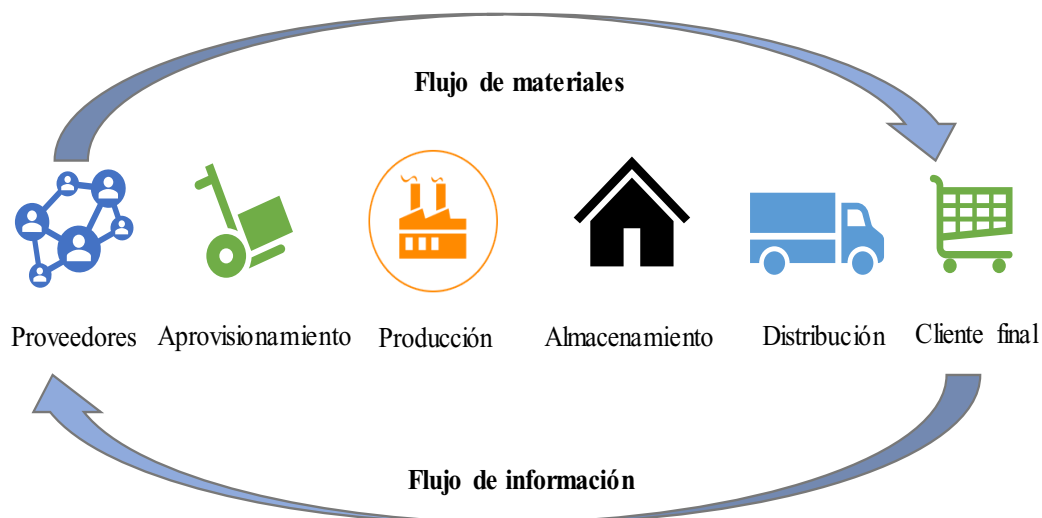 Flujo de materiales
Proveedores
Aprovisionamiento
Producción
Almacenamiento
Distribución
Cliente final
Flujo de información